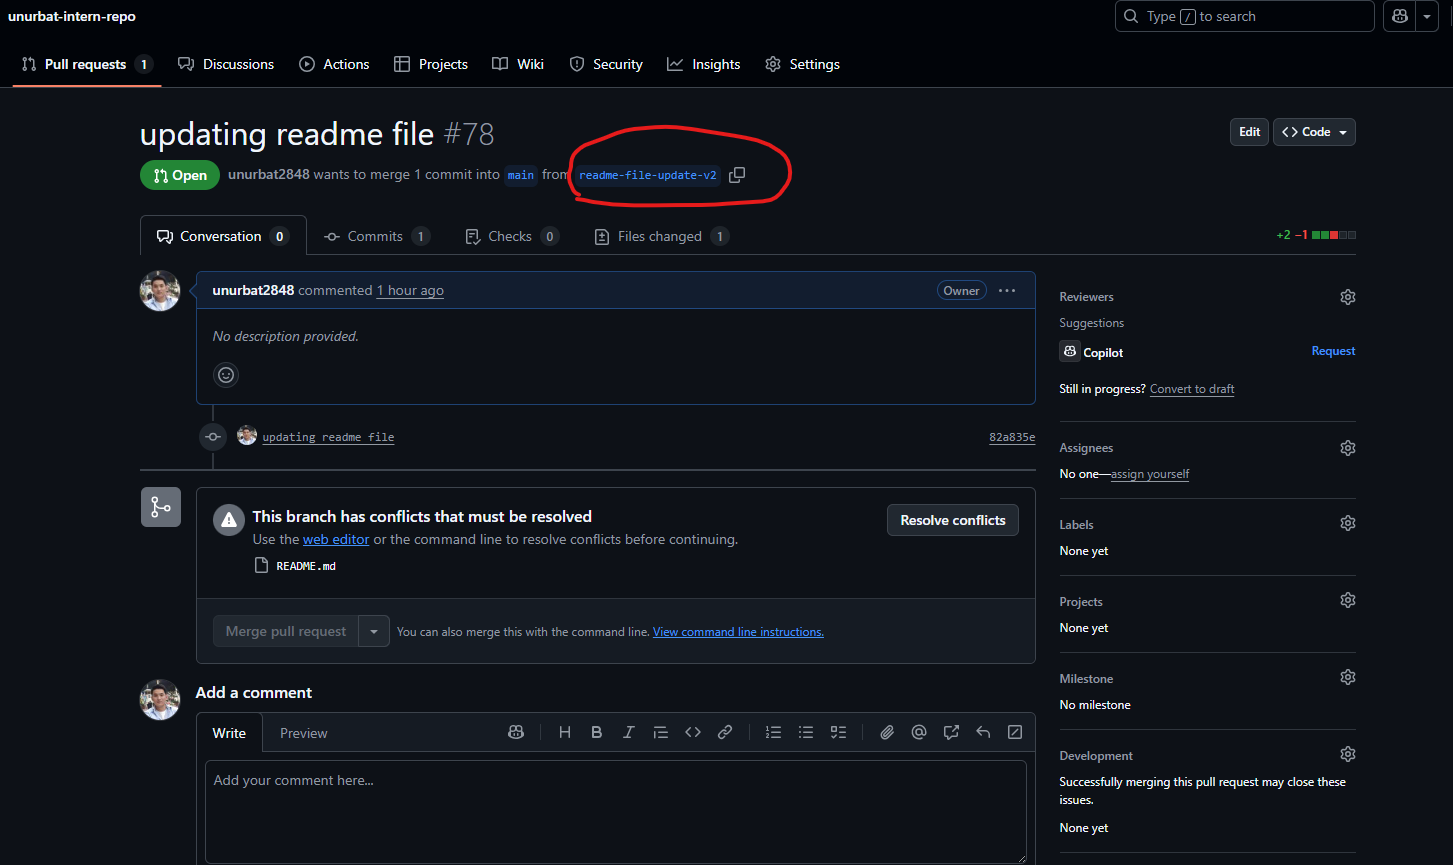 unurbat-intern-repo
Type / to search
Pull requests 1 Discussions Actions Projects Wiki Security Insights Settings
updating readme file #78
Edit <> Code
Open unurbat2848 wants to merge 1 commit into main from readme-file-update-v2
Conversation 0 Commits 1 Checks 0 Files changed 1
+2 −1
unurbat2848 commented 1 hour ago
Owner
No description provided.
updating readme file
82a835e
This branch has conflicts that must be resolved
Use the web editor or the command line to resolve conflicts before continuing.
README.md
Resolve conflicts
Merge pull request
You can also merge this with the command line. View command line instructions.
Add a comment
Write Preview
Add your comment here...
Reviewers
Suggestions
Copilot
Request
Still in progress? Convert to draft
Assignees
No one—assign yourself
Labels
None yet
Projects
None yet
Milestone
No milestone
Development
Successfully merging this pull request may close these
issues.
None yet